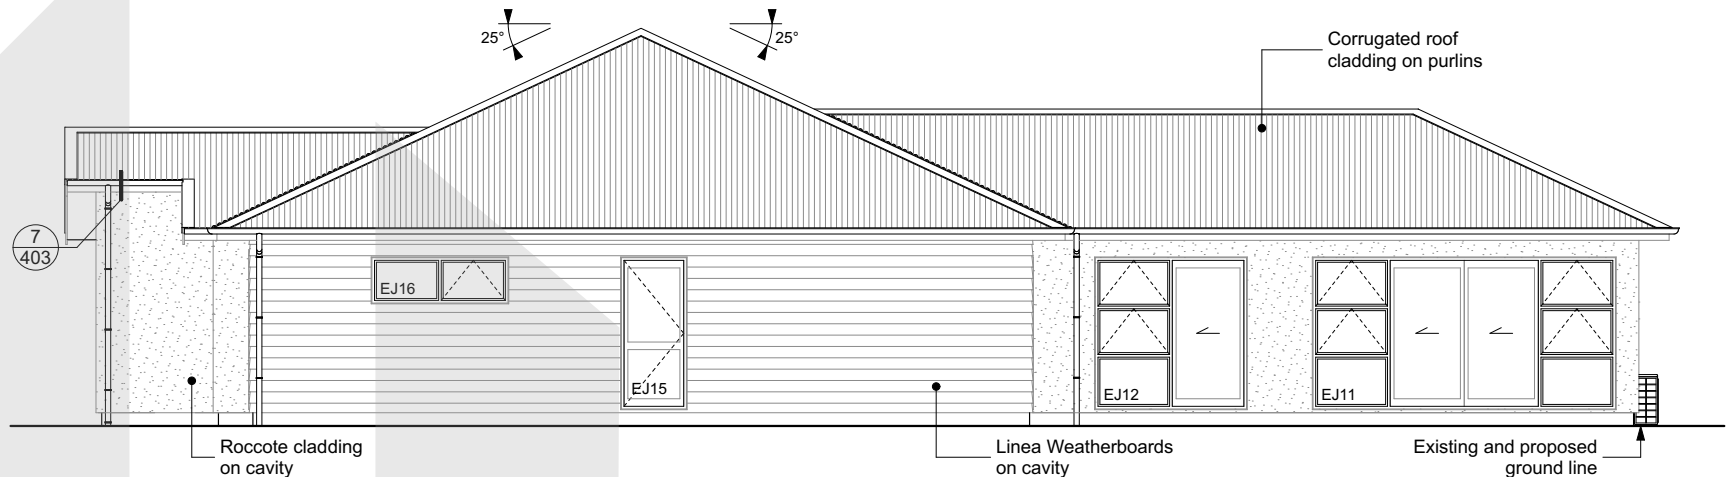 25°
25°
Corrugated roof
cladding on purlins
7
403
EJ16
EJ15
EJ12
EJ11
Roccote cladding
on cavity
Linea Weatherboards
on cavity
Existing and proposed
ground line